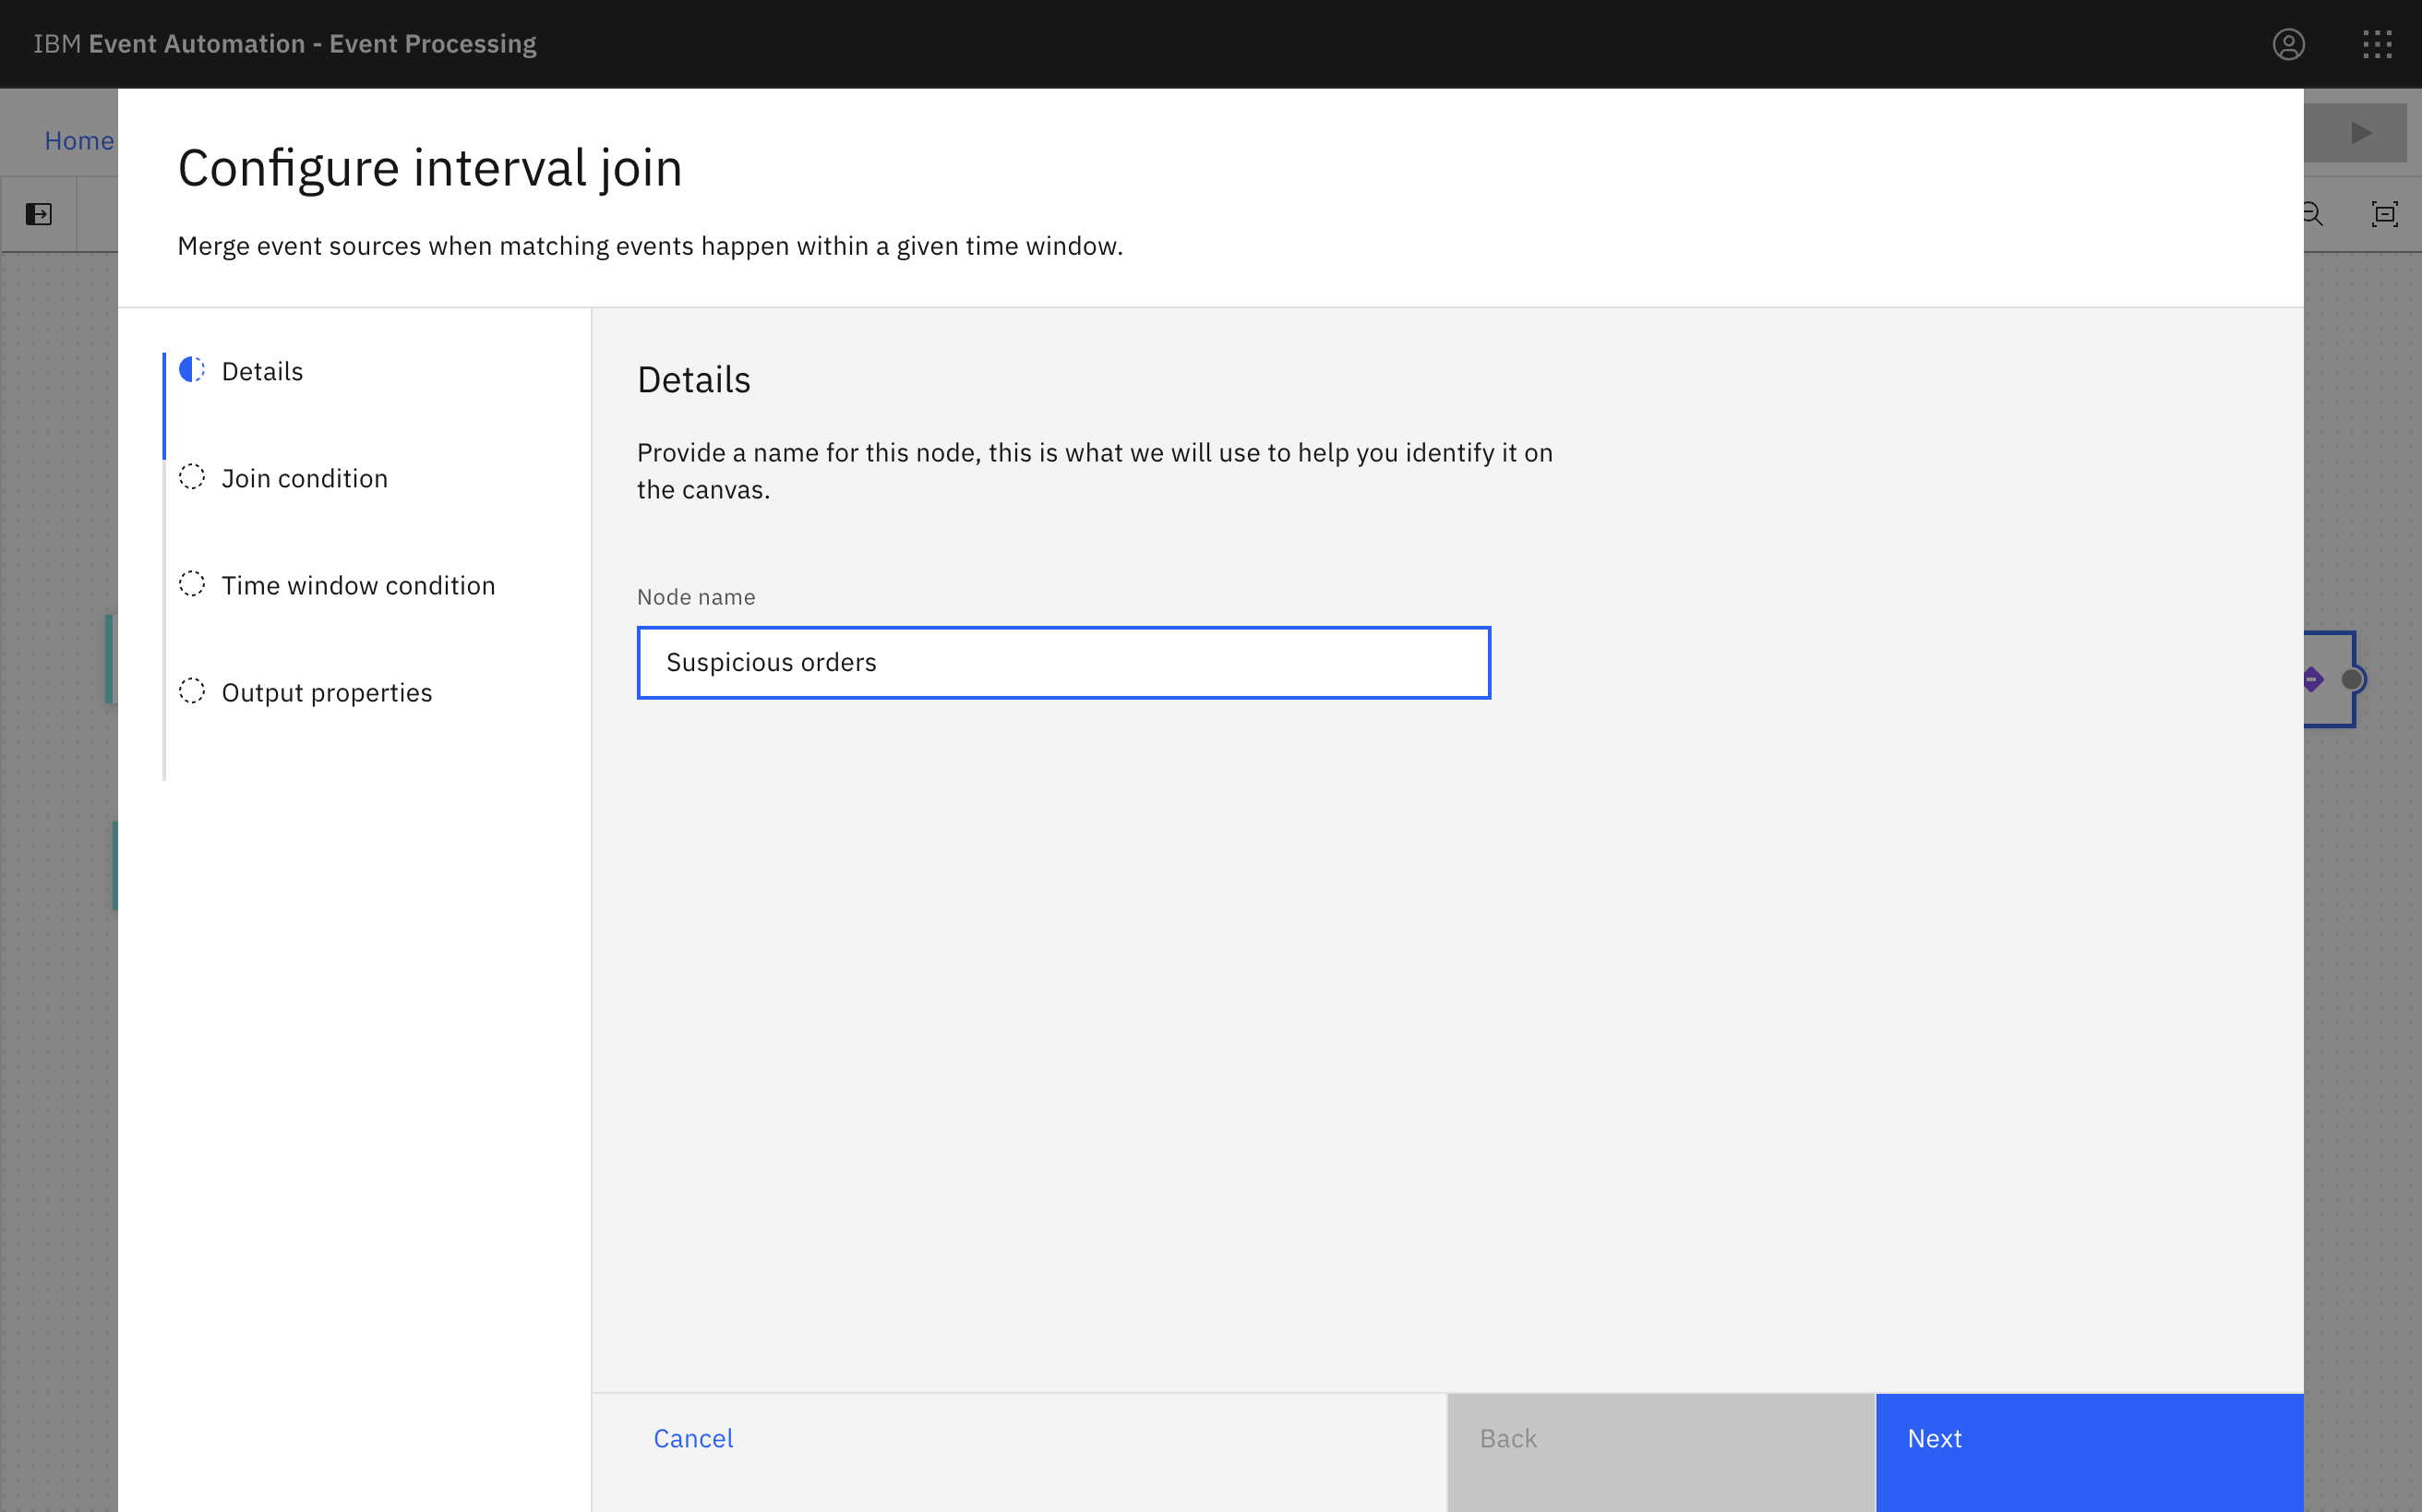 IBM Event Automation - Event Processing
Home
Configure interval join
Merge event sources when matching events happen within a given time window.
Details
Join condition
Time window condition
Output properties
Details
Provide a name for this node, this is what we will use to help you identify it on
the canvas.
Node name
Suspicious orders
Cancel
Back
Next